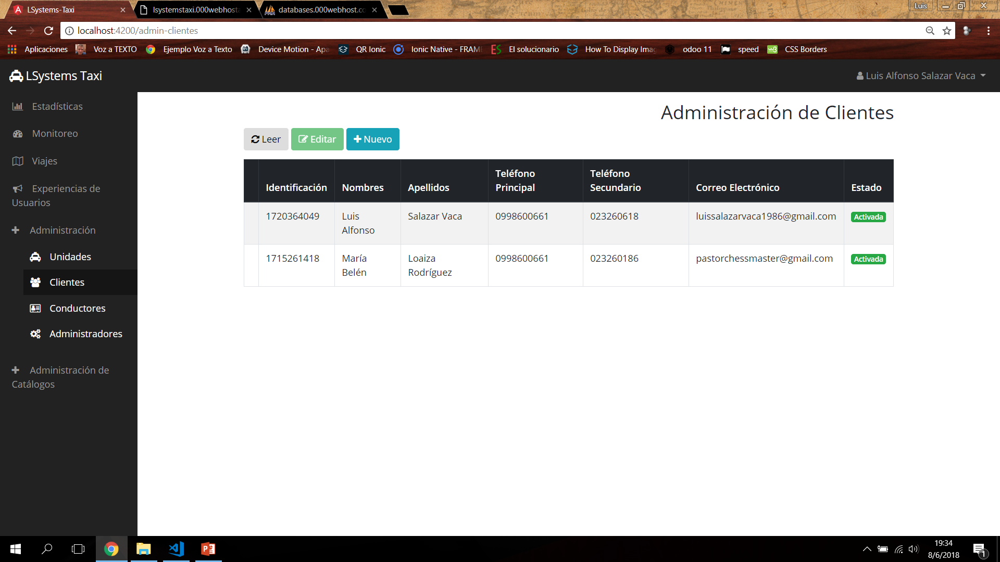 LSystems-Taxi
lsystemstaxi.000webhost
databases.000webhost.co
Luis
localhost:4200/admin-clientes
Aplicaciones
Voz a TEXTO
Ejemplo Voz a Texto
Device Motion - Apa
QR Ionic
Ionic Native - FRAM
El solucionario
How To Display Imag
odoo 11
speed
CSS Borders
LSystems Taxi
Luis Alfonso Salazar Vaca
Estadísticas
Monitoreo
Viajes
Experiencias de
Usuarios
Administración
Unidades
Clientes
Conductores
Administradores
Administración de
Catálogos
Administración de Clientes
Leer Editar Nuevo
Identificación Nombres Apellidos Teléfono Principal Teléfono Secundario Correo Electrónico Estado
1720364049 Luis Alfonso Salazar Vaca 0998600661 023260618 luissalazarvaca1986@gmail.com Activada
1715261418 María Belén Loaiza Rodríguez 0998600661 023260186 pastorchessmaster@gmail.com Activada
19:34
8/6/2018
1